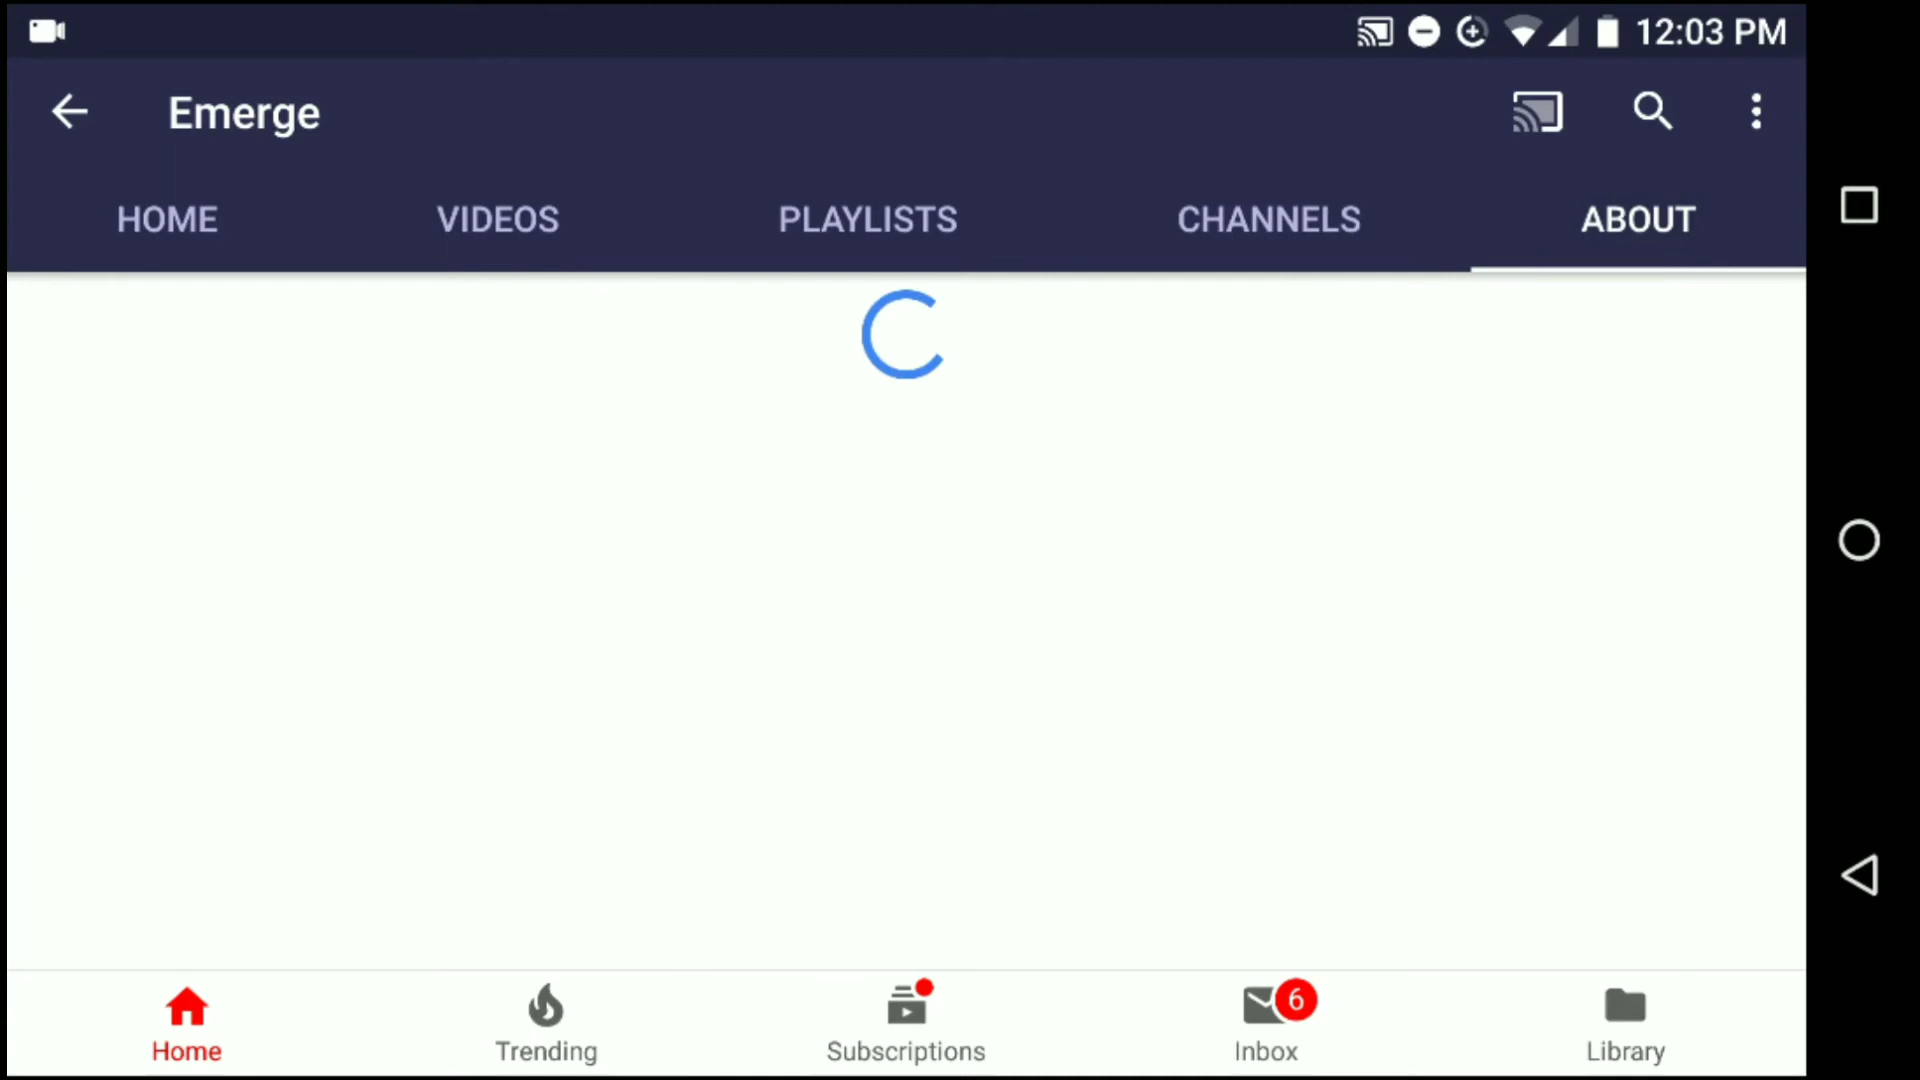 12:03 PM
Emerge
HOME VIDEOS PLAYLISTS CHANNELS ABOUT
6
Home Trending Subscriptions Inbox Library